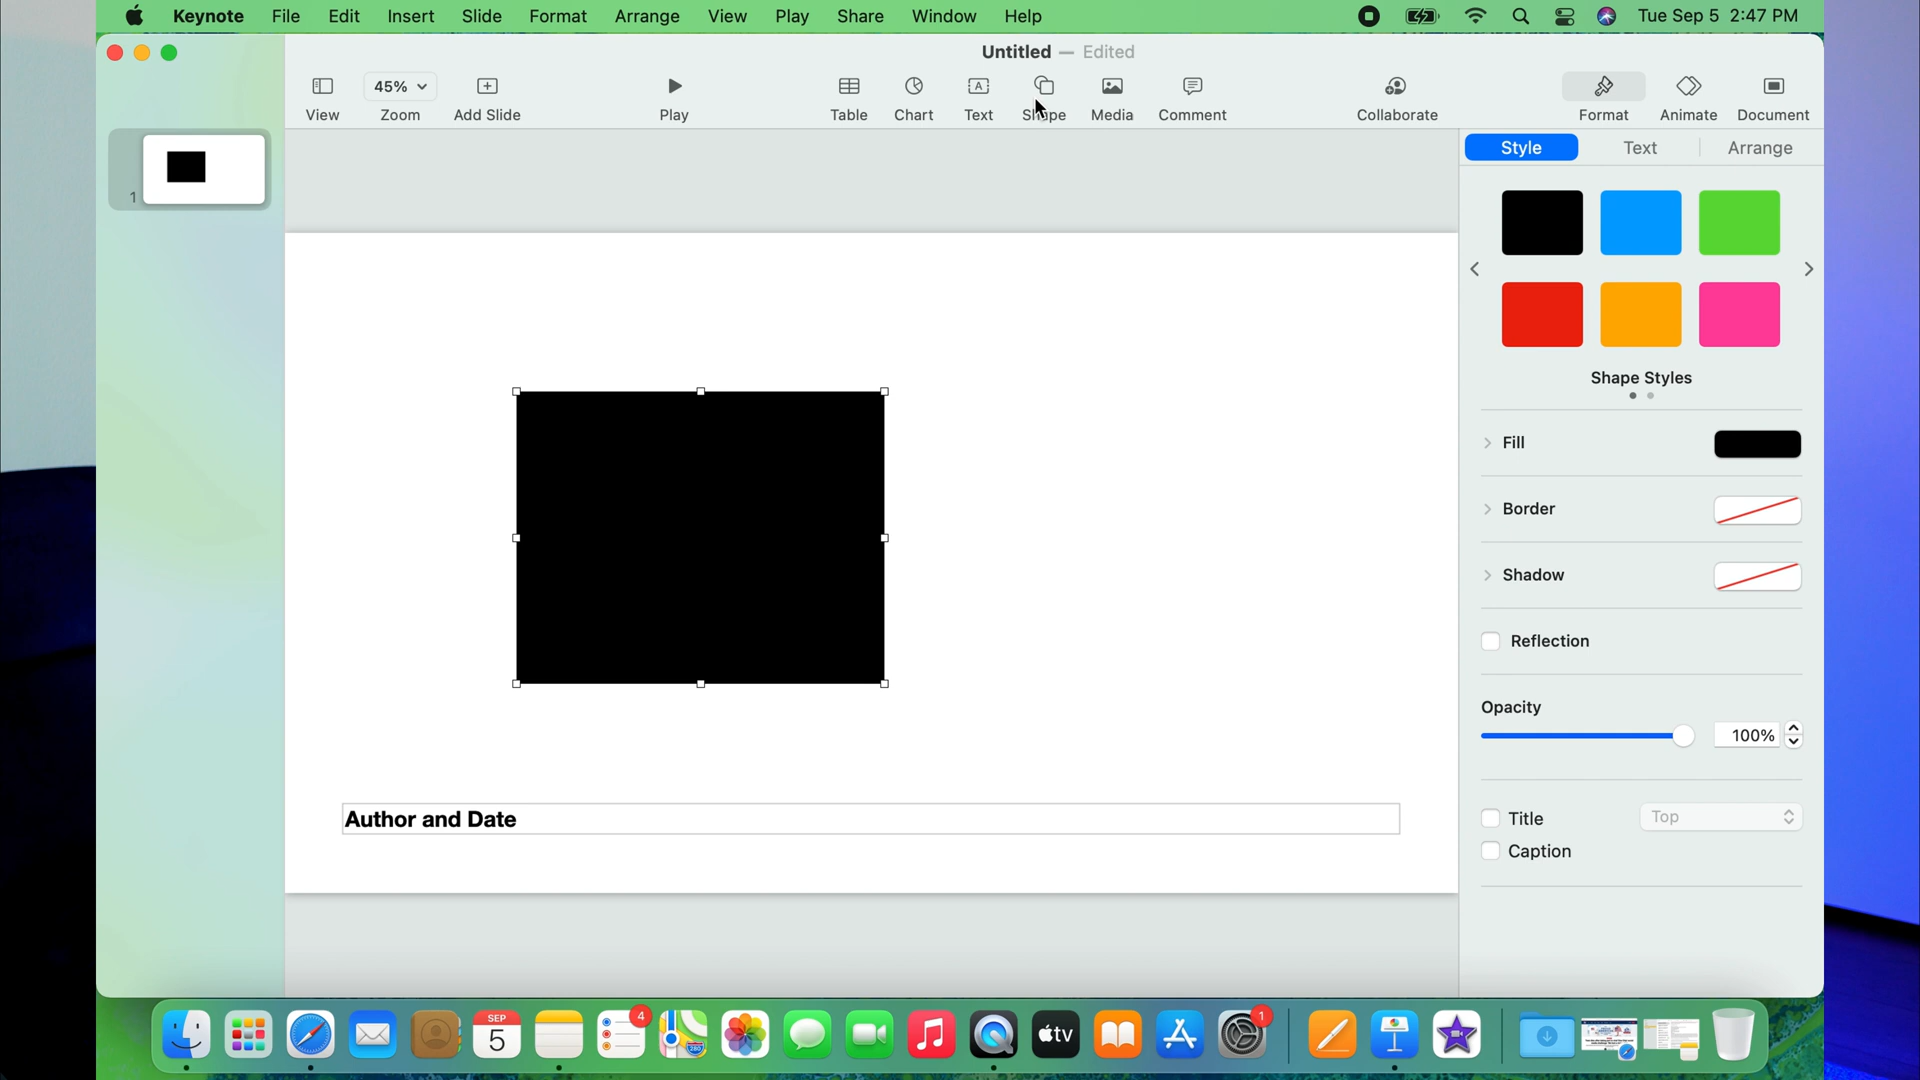 Keynote File Edit Insert Slide Format Arrange View Play Share Window Help Tue Sep 5 2:47 PM
Untitled — Edited
45%
View Zoom Add Slide Play Table Chart Text Shape Media Comment Collaborate Format Animate Document
Style Text Arrange
1
Shape Styles
Fill
Border
Shadow
Reflection
Opacity
100%
Author and Date
Title Top
Caption
SEP
5
4
tv
1